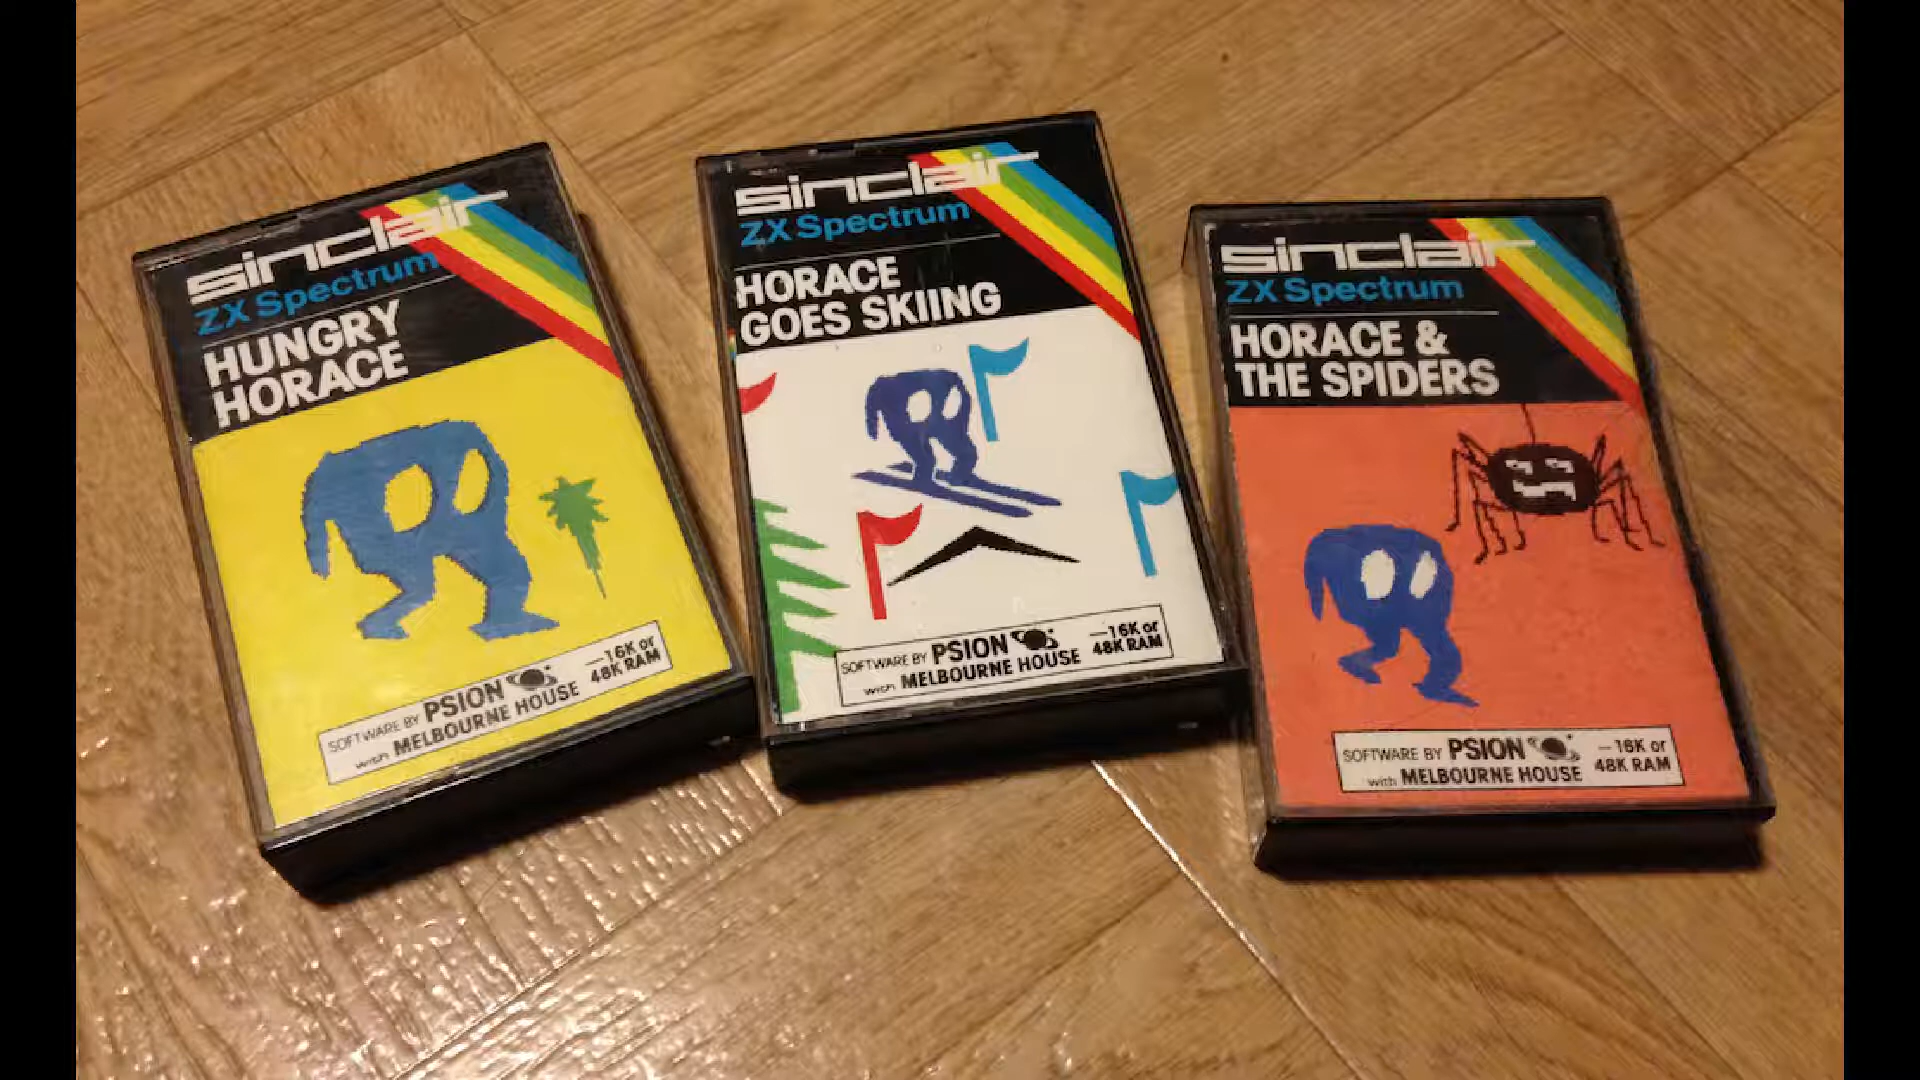 sinclair
ZX Spectrum
HUNGRY
HORACE
SOFTWARE BY PSION —16K or
with MELBOURNE HOUSE 48K RAM
sinclair
ZX Spectrum
HORACE
GOES SKIING
SOFTWARE BY PSION —16K or
with MELBOURNE HOUSE 48K RAM
sinclair
ZX Spectrum
HORACE &
THE SPIDERS
SOFTWARE BY PSION —16K or
with MELBOURNE HOUSE 48K RAM